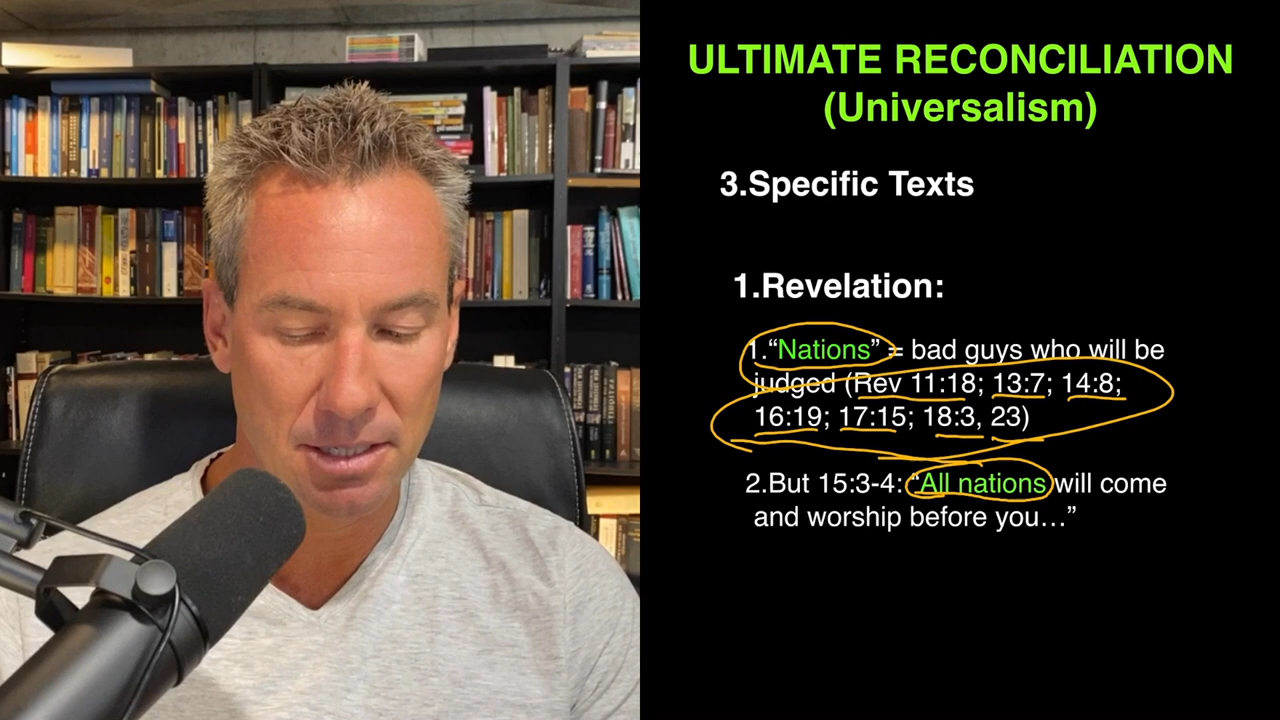 ULTIMATE RECONCILIATION
(Universalism)
3.Specific Texts
1.Revelation:
1.“Nations” = bad guys who will be
judged (Rev 11:18; 13:7; 14:8;
16:19; 17:15; 18:3, 23)
2.But 15:3-4: “All nations will come
and worship before you…”